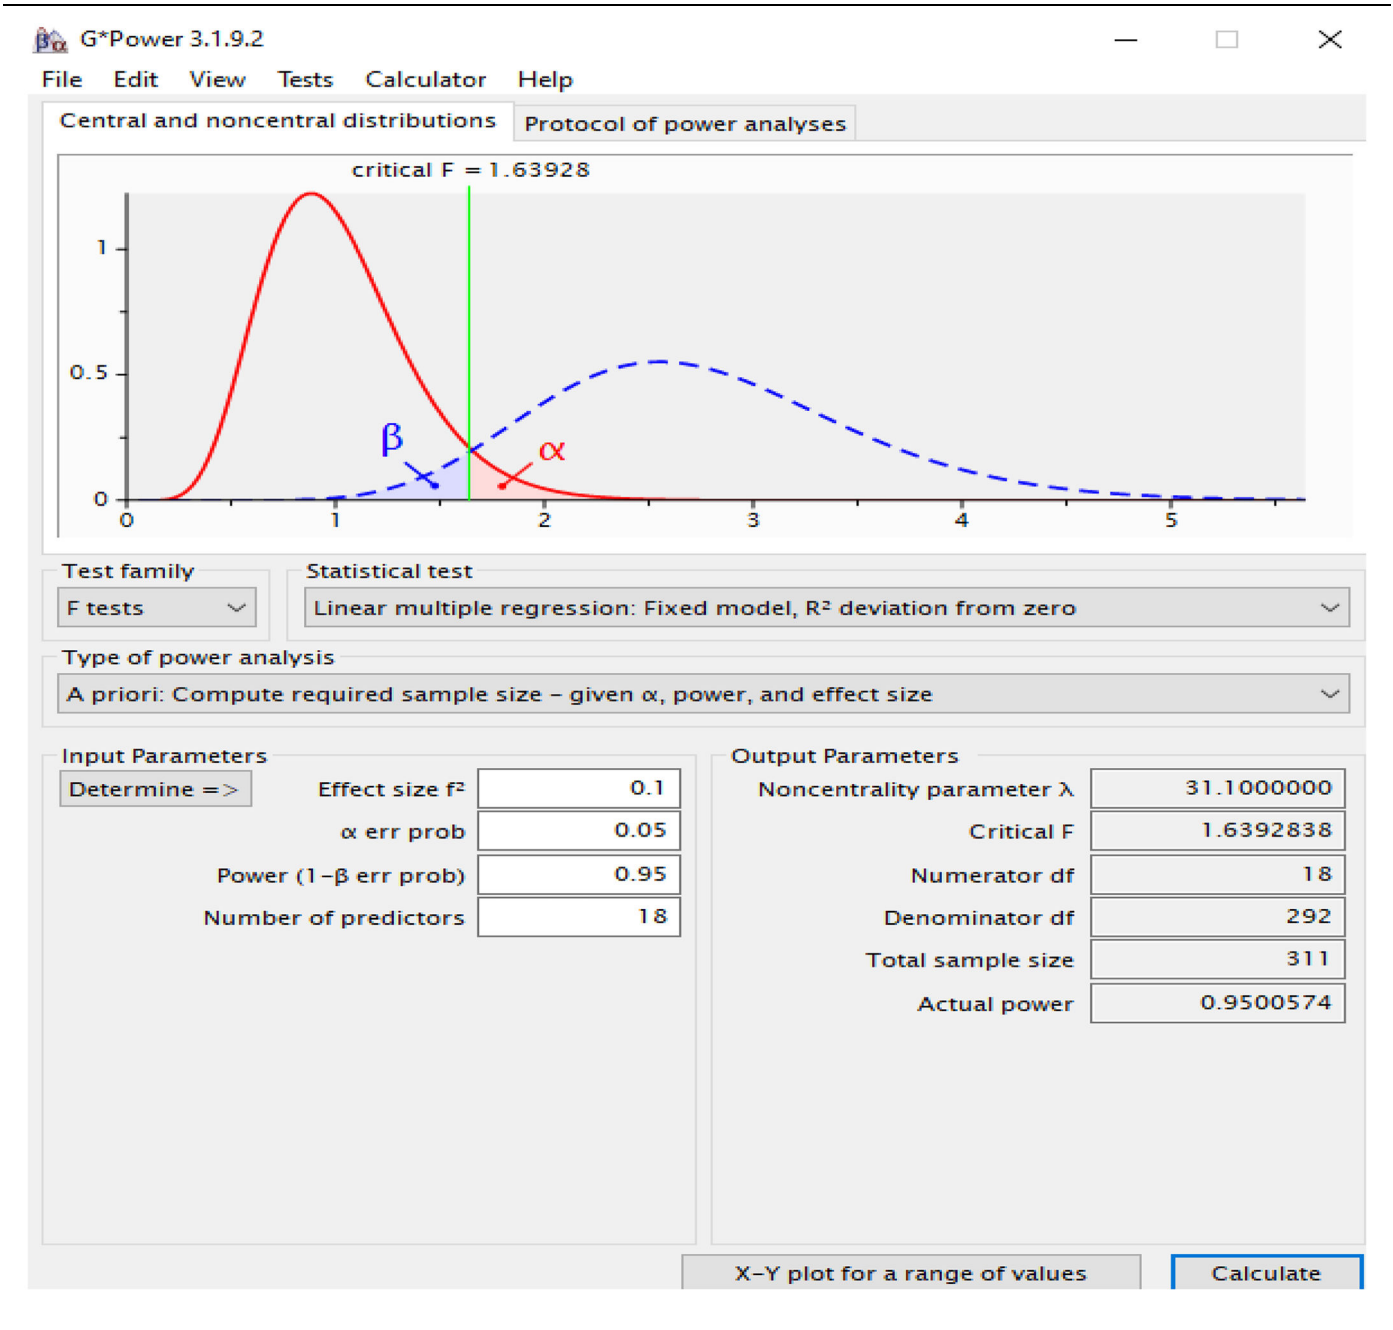 G*Power 3.1.9.2
File Edit View Tests Calculator Help
Central and noncentral distributions Protocol of power analyses
critical F = 1.63928
1
0.5
0
β α
0 1 2 3 4 5
Test family Statistical test
F tests Linear multiple regression: Fixed model, R² deviation from zero
Type of power analysis
A priori: Compute required sample size – given α, power, and effect size
Input Parameters Output Parameters
Determine => Effect size f² 0.1 Noncentrality parameter λ 31.1000000
α err prob 0.05 Critical F 1.6392838
Power (1-β err prob) 0.95 Numerator df 18
Number of predictors 18 Denominator df 292
Total sample size 311
Actual power 0.9500574
X-Y plot for a range of values Calculate